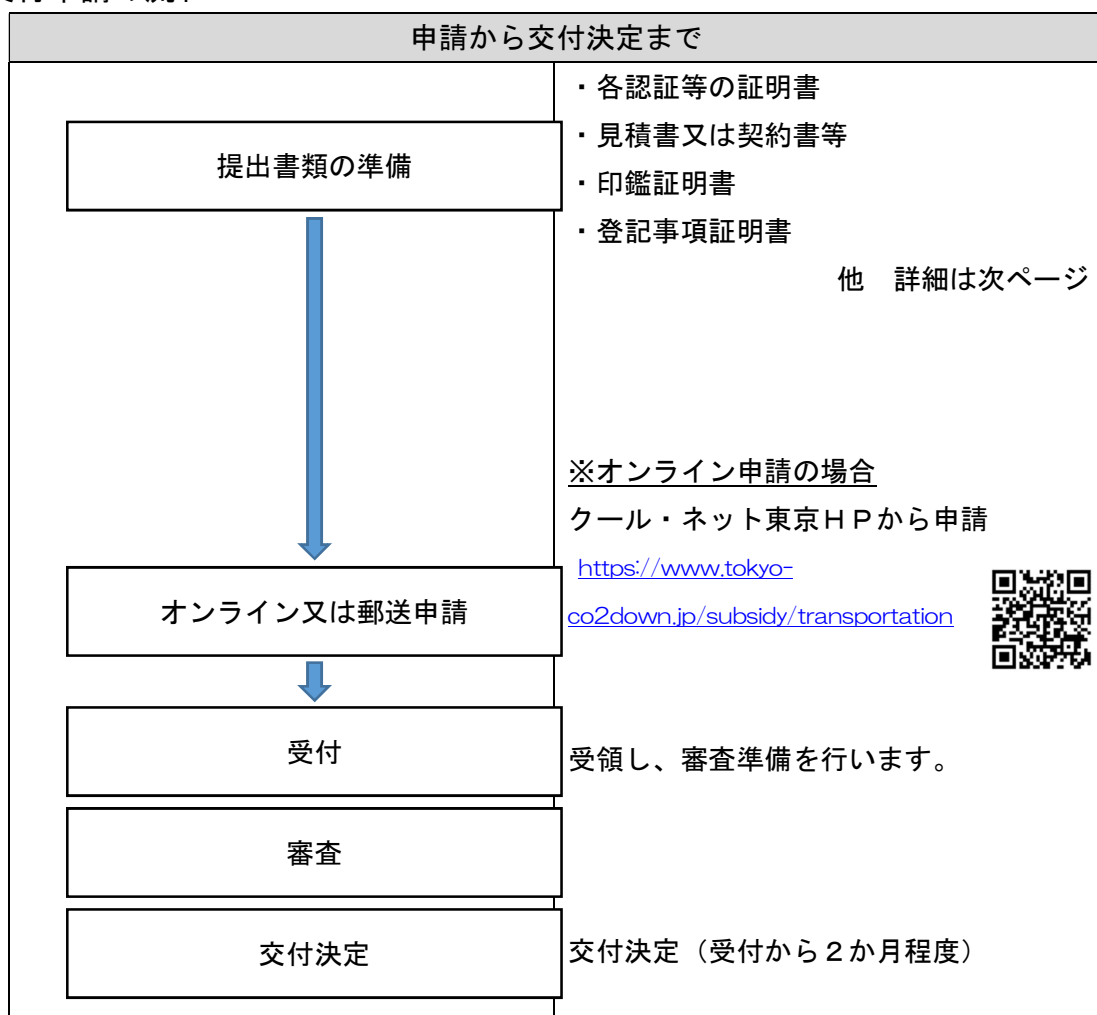 申請から交付決定まで
提出書類の準備
・各認証等の証明書
・見積書又は契約書等
・印鑑証明書
・登記事項証明書
他　詳細は次ページ
※オンライン申請の場合
クール・ネット東京ＨＰから申請
https://www.tokyo-
co2down.jp/subsidy/transportation
オンライン又は郵送申請
受付
受領し、審査準備を行います。
審査
交付決定
交付決定（受付から２か月程度）